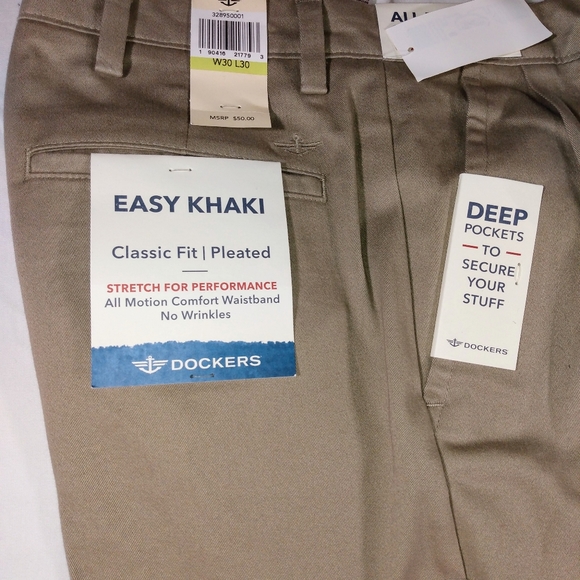 328950001
1 90416 21779 3
W30 L30
MSRP $50.00
ALL
EASY KHAKI
Classic Fit | Pleated
STRETCH FOR PERFORMANCE
All Motion Comfort Waistband
No Wrinkles
DOCKERS
DEEP
POCKETS
TO
SECURE
YOUR
STUFF
DOCKERS